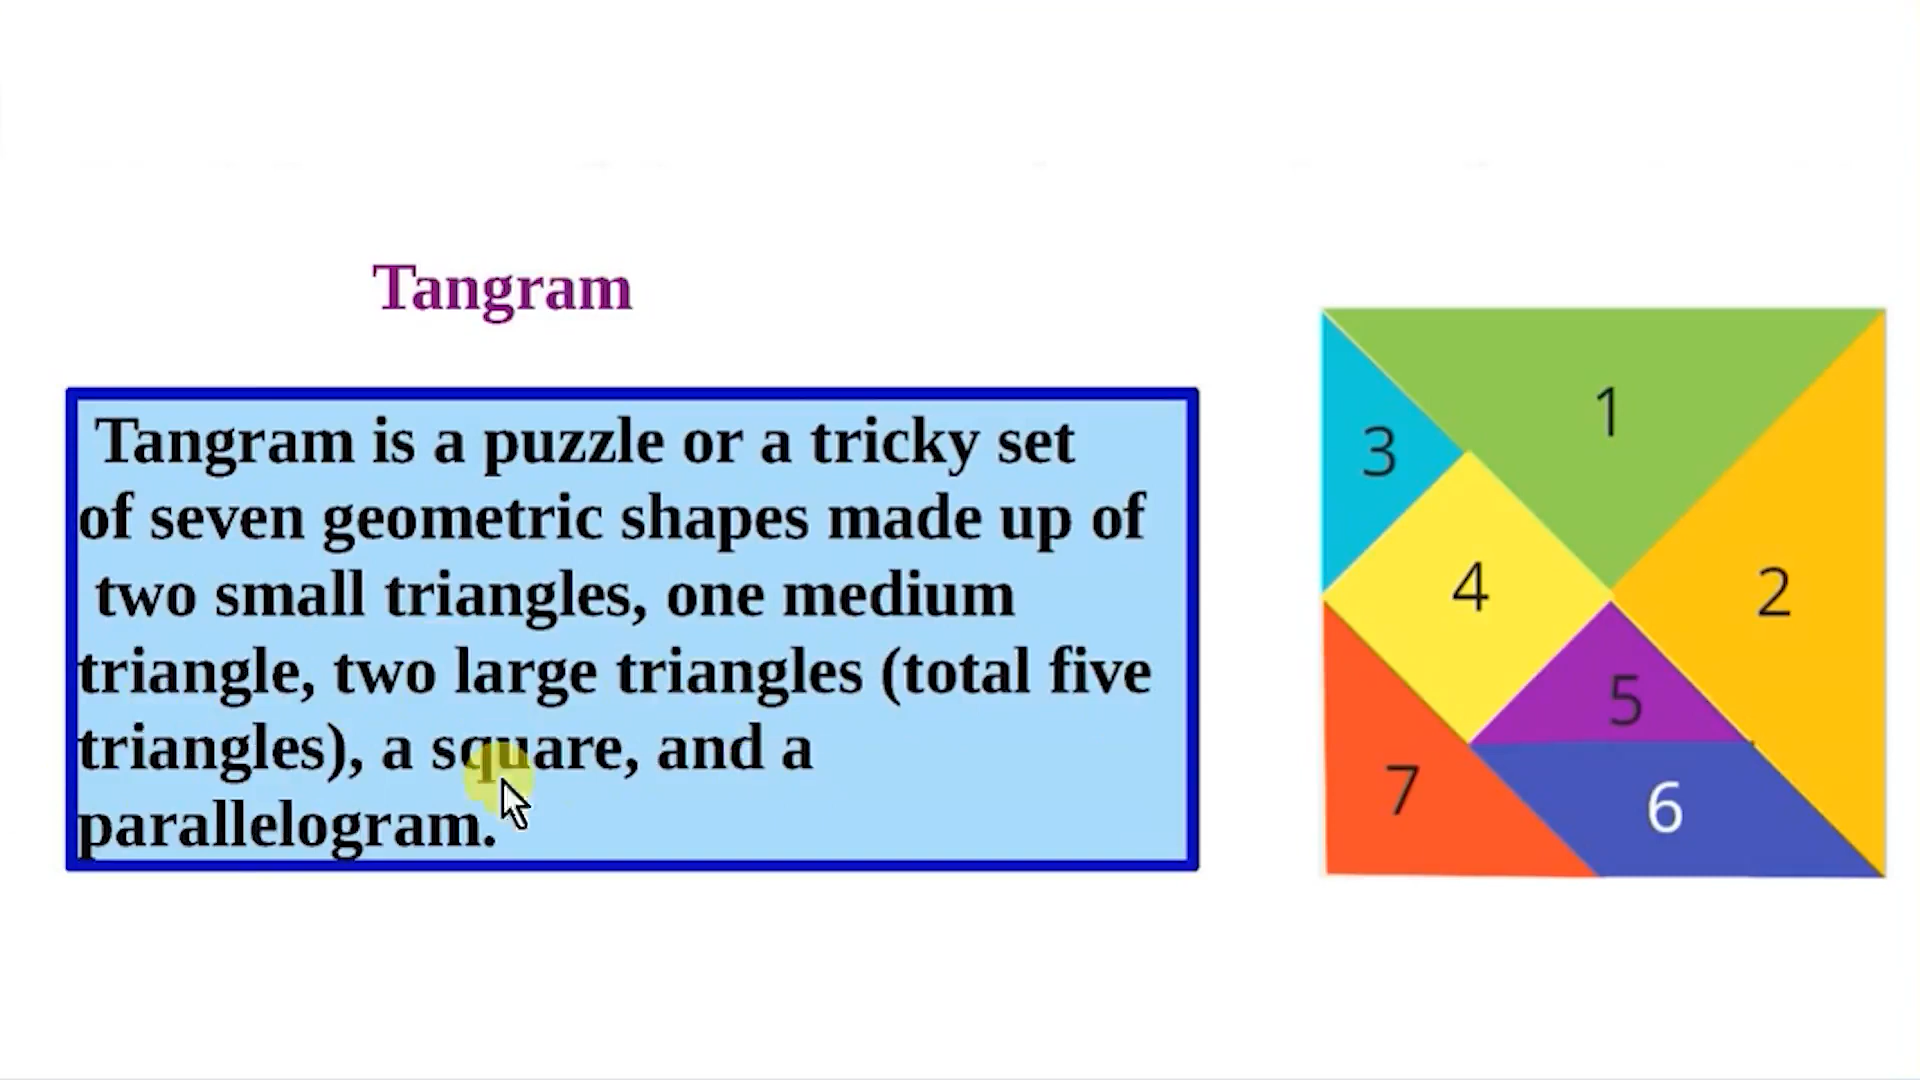 Tangram
Tangram is a puzzle or a tricky set
of seven geometric shapes made up of
two small triangles, one medium
triangle, two large triangles (total five
triangles), a square, and a
parallelogram.
1
3
4
2
5
7
6